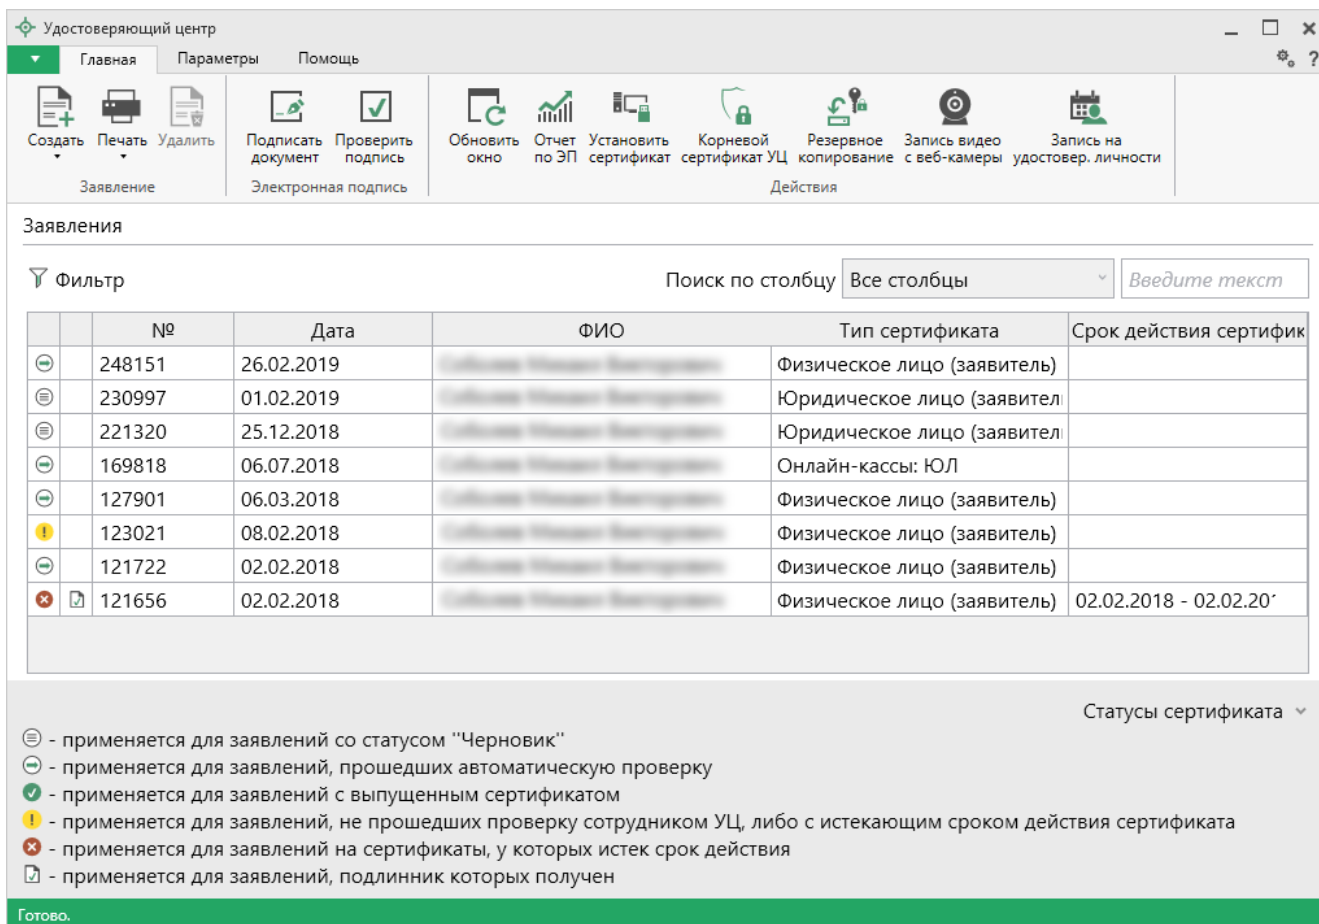 Удостоверяющий центр
Главная Параметры Помощь
Создать Печать Удалить
Заявление
Подписать документ Проверить подпись
Электронная подпись
Обновить окно Отчет по ЭП Установить сертификат Корневой сертификат УЦ Резервное копирование Запись видео с веб-камеры Запись на удостовер. личности
Действия
Заявления
Фильтр Поиск по столбцу Все столбцы Введите текст
№ Дата ФИО Тип сертификата Срок действия сертифик
248151 26.02.2019 Физическое лицо (заявитель)
230997 01.02.2019 Юридическое лицо (заявител
221320 25.12.2018 Юридическое лицо (заявител
169818 06.07.2018 Онлайн-кассы: ЮЛ
127901 06.03.2018 Физическое лицо (заявитель)
123021 08.02.2018 Физическое лицо (заявитель)
121722 02.02.2018 Физическое лицо (заявитель)
121656 02.02.2018 Физическое лицо (заявитель) 02.02.2018 - 02.02.20
Статусы сертификата
- применяется для заявлений со статусом "Черновик"
- применяется для заявлений, прошедших автоматическую проверку
- применяется для заявлений с выпущенным сертификатом
- применяется для заявлений, не прошедших проверку сотрудником УЦ, либо с истекающим сроком действия сертификата
- применяется для заявлений на сертификаты, у которых истек срок действия
- применяется для заявлений, подлинник которых получен
Готово.